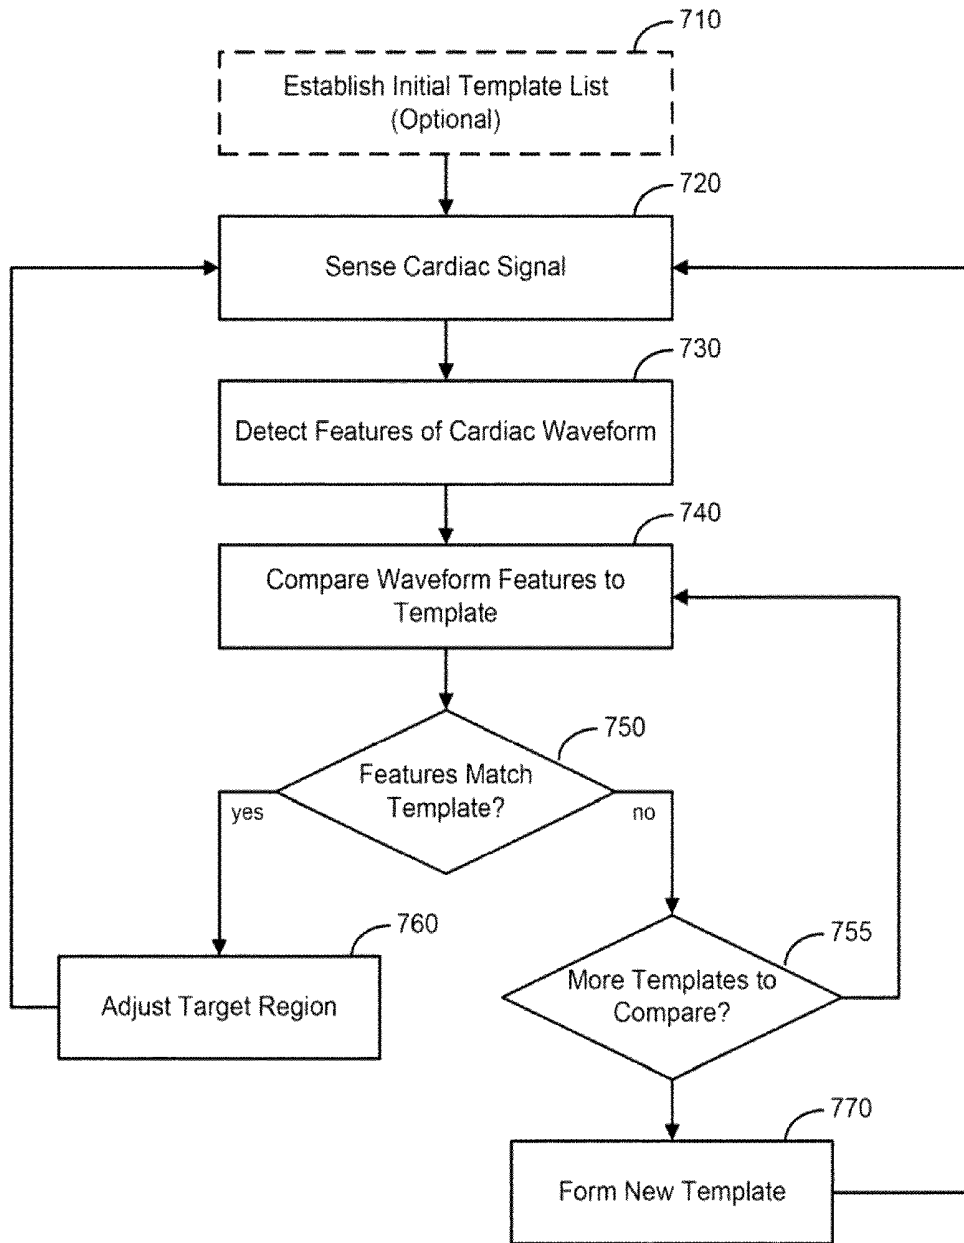 710
Establish Initial Template List
(Optional)
720
Sense Cardiac Signal
730
Detect Features of Cardiac Waveform
740
Compare Waveform Features to
Template
750
Features Match
Template?
yes
no
760
Adjust Target Region
755
More Templates to
Compare?
770
Form New Template